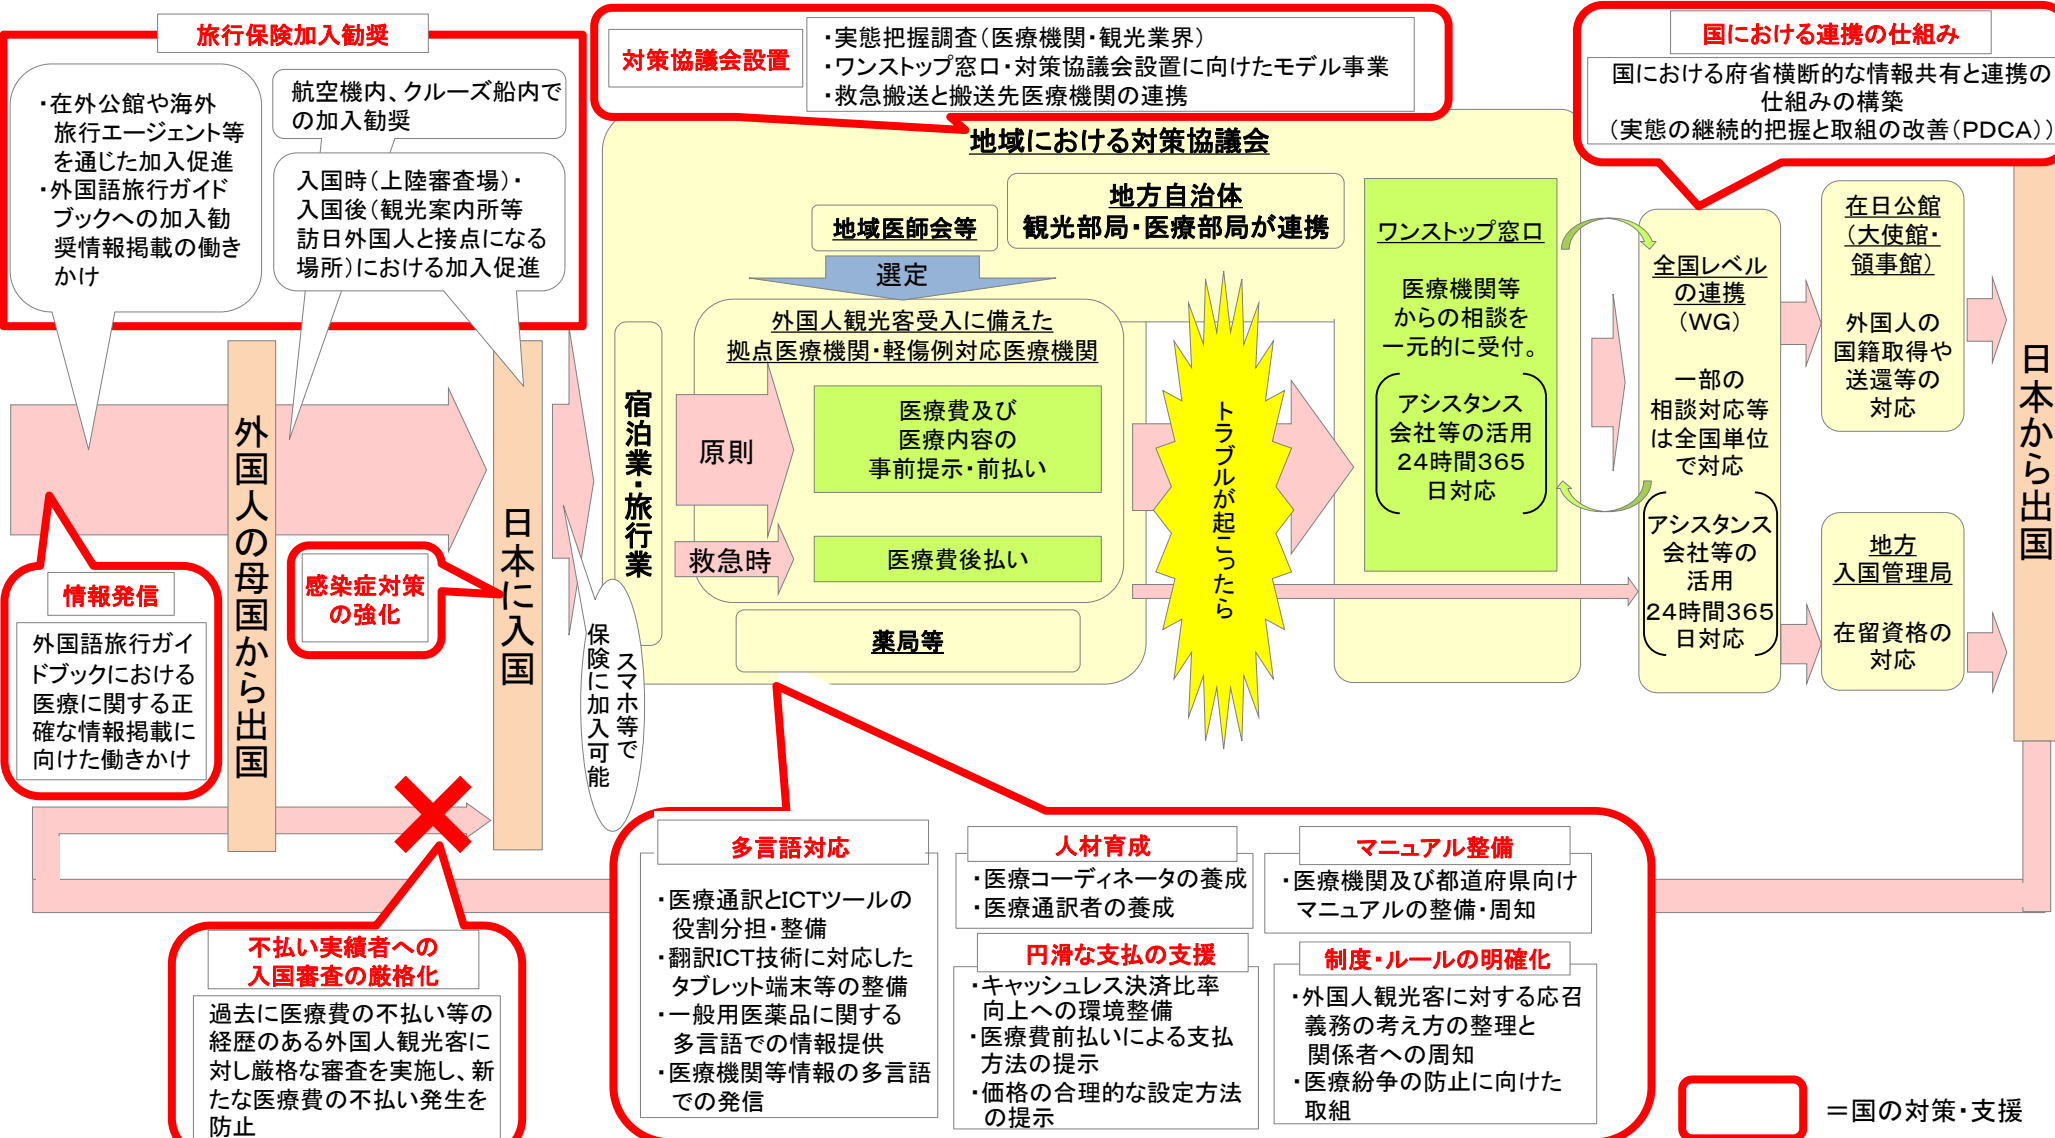 旅行保険加入勧奨
・在外公館や海外
旅行エージェント等
を通じた加入促進
・外国語旅行ガイド
ブックへの加入勧
奨情報掲載の働き
かけ
航空機内、クルーズ船内で
の加入勧奨
入国時（上陸審査場）・
入国後（観光案内所等
訪日外国人と接点になる
場所）における加入促進
対策協議会設置
・実態把握調査（医療機関・観光業界）
・ワンストップ窓口・対策協議会設置に向けたモデル事業
・救急搬送と搬送先医療機関の連携
国における連携の仕組み
国における府省横断的な情報共有と連携の
仕組みの構築
（実態の継続的把握と取組の改善（PDCA））
地域における対策協議会
地域医師会等
地方自治体
観光部局・医療部局が連携
選定
外国人観光客受入に備えた
拠点医療機関・軽傷例対応医療機関
宿泊業・旅行業
原則
医療費及び
医療内容の
事前提示・前払い
救急時
医療費後払い
薬局等
トラブルが起こったら
ワンストップ窓口
医療機関等
からの相談を
一元的に受付。
アシスタンス
会社等の活用
24時間365
日対応
全国レベル
の連携
（WG）
一部の
相談対応等
は全国単位
で対応
アシスタンス
会社等の
活用
24時間365
日対応
在日公館
（大使館・
領事館）
外国人の
国籍取得や
送還等の
対応
地方
入国管理局
在留資格の
対応
日本から出国
外国人の母国から出国
日本に入国
スマホ等で
保険に加入可能
情報発信
外国語旅行ガイ
ドブックにおける
医療に関する正
確な情報掲載に
向けた働きかけ
感染症対策
の強化
不払い実績者への
入国審査の厳格化
過去に医療費の不払い等の
経歴のある外国人観光客に
対し厳格な審査を実施し、新
たな医療費の不払い発生を
防止
多言語対応
・医療通訳とICTツールの
役割分担・整備
・翻訳ICT技術に対応した
タブレット端末等の整備
・一般用医薬品に関する
多言語での情報提供
・医療機関等情報の多言語
での発信
人材育成
・医療コーディネータの養成
・医療通訳者の養成
円滑な支払の支援
・キャッシュレス決済比率
向上への環境整備
・医療費前払いによる支払
方法の提示
・価格の合理的な設定方法
の提示
マニュアル整備
・医療機関及び都道府県向け
マニュアルの整備・周知
制度・ルールの明確化
・外国人観光客に対する応召
義務の考え方の整理と
関係者への周知
・医療紛争の防止に向けた
取組
＝国の対策・支援